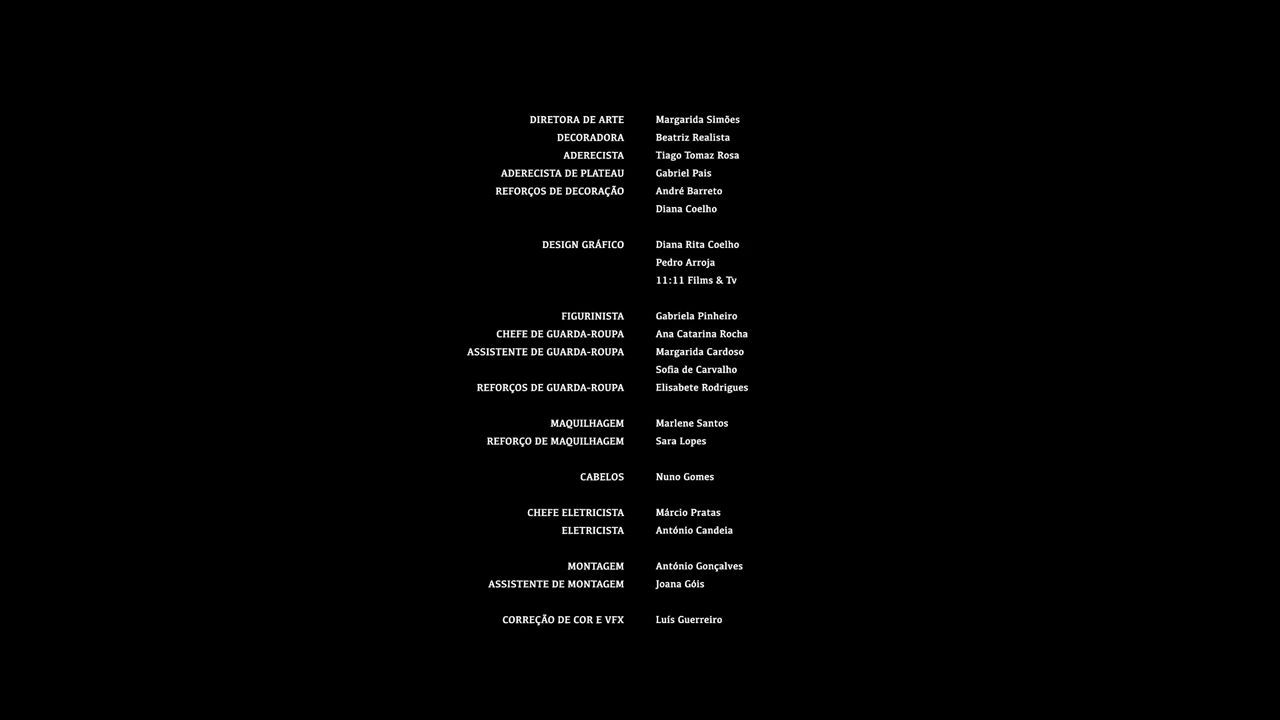 DIRETORA DE ARTE Margarida Simões
DECORADORA Beatriz Realista
ADERECISTA Tiago Tomaz Rosa
ADERECISTA DE PLATEAU Gabriel Pais
REFORÇOS DE DECORAÇÃO André Barreto
Diana Coelho
DESIGN GRÁFICO Diana Rita Coelho
Pedro Arroja
11:11 Films & Tv
FIGURINISTA Gabriela Pinheiro
CHEFE DE GUARDA-ROUPA Ana Catarina Rocha
ASSISTENTE DE GUARDA-ROUPA Margarida Cardoso
Sofia de Carvalho
REFORÇOS DE GUARDA-ROUPA Elisabete Rodrigues
MAQUILHAGEM Marlene Santos
REFORÇO DE MAQUILHAGEM Sara Lopes
CABELOS Nuno Gomes
CHEFE ELETRICISTA Márcio Pratas
ELETRICISTA António Candeia
MONTAGEM António Gonçalves
ASSISTENTE DE MONTAGEM Joana Góis
CORREÇÃO DE COR E VFX Luís Guerreiro